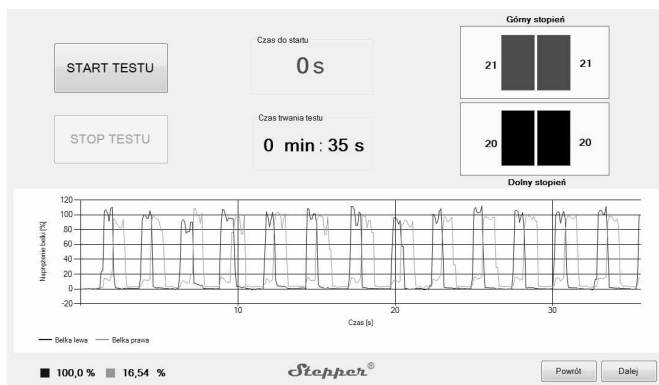 START TESTU
STOP TESTU
Czas do startu
0 s
Czas trwania testu
0 min : 35 s
Górny stopień
21 21
20 20
Dolny stopień
Naprężenie belki [%]
120
100
80
60
40
20
0
-20
10 20 30
Czas [s]
Belka lewa Belka prawa
100,0 % 16,54 %
Stepper®
Powrót Dalej